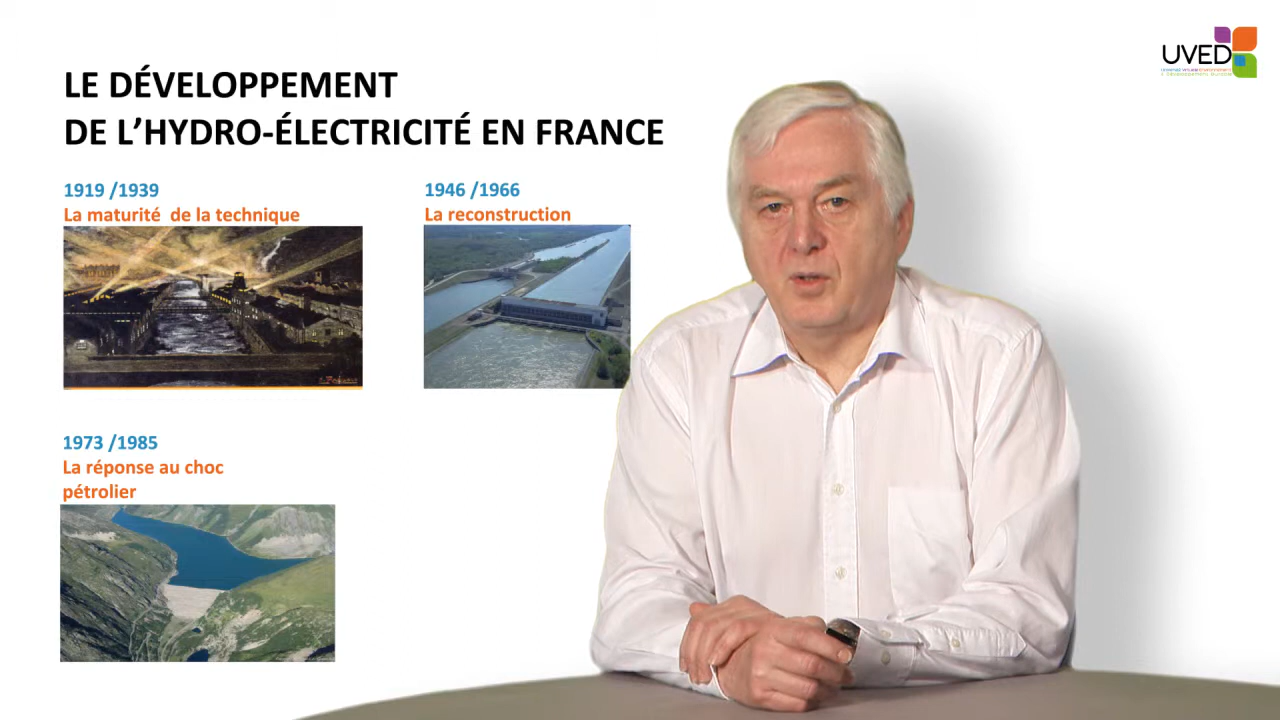 LE DÉVELOPPEMENT
DE L'HYDRO-ÉLECTRICITÉ EN FRANCE
UVED
1919 /1939
La maturité  de la technique
1946 /1966
La reconstruction
1973 /1985
La réponse au choc
pétrolier